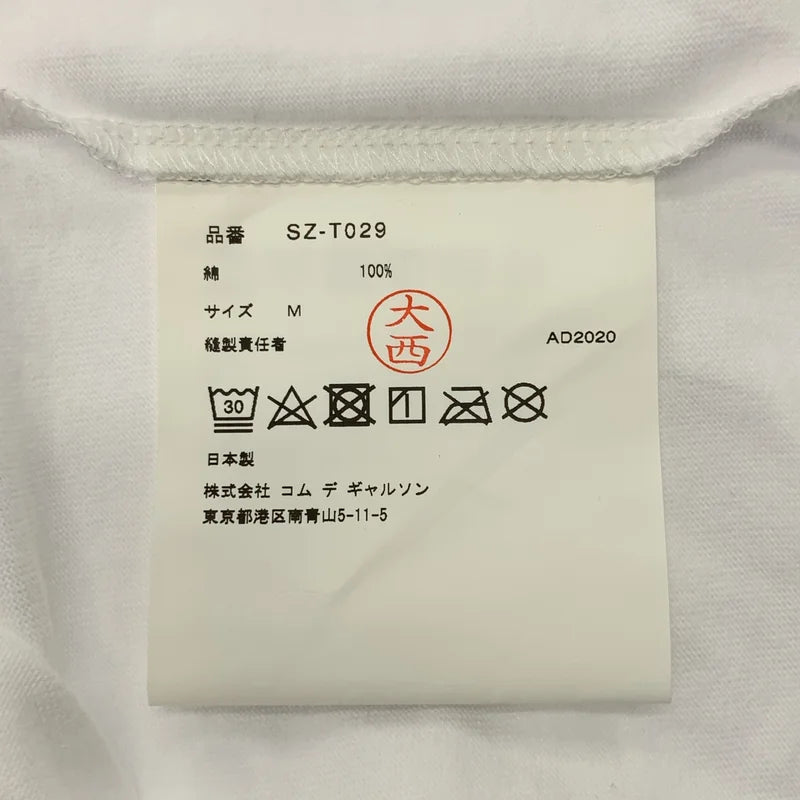 品番 SZ-T029
綿 100%
サイズ M
縫製責任者 大西 AD2020
30
日本製
株式会社 コム デ ギャルソン
東京都港区南青山5-11-5